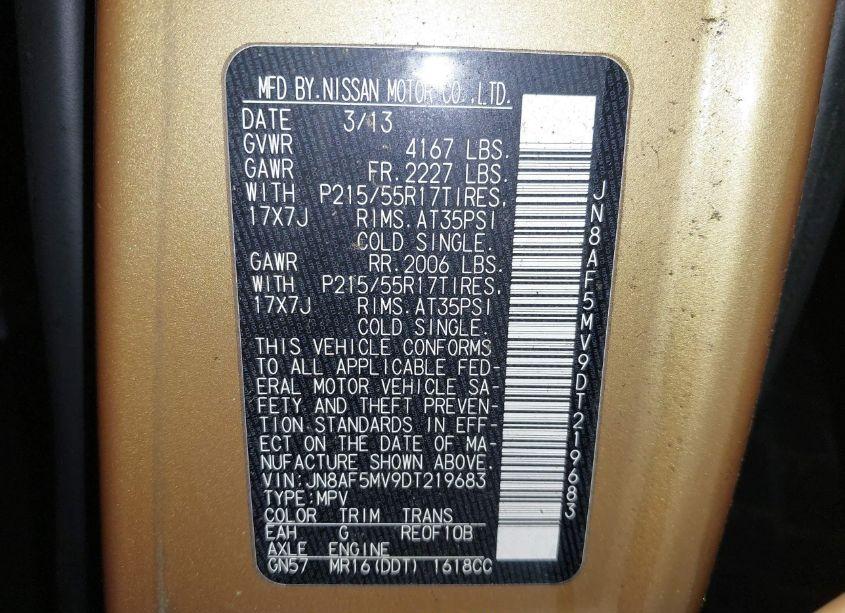 MFD BY.NISSAN MOTOR CO.,LTD.
DATE 3/13
GVWR 4167 LBS.
GAWR FR.2227 LBS.
WITH P215/55R17TIRES.
17X7J RIMS.AT35PSI
COLD SINGLE.
GAWR RR.2006 LBS.
WITH P215/55R17TIRES.
17X7J RIMS.AT35PSI
COLD SINGLE.
THIS VEHICLE CONFORMS
TO ALL APPLICABLE FED-
ERAL MOTOR VEHICLE SA-
FETY AND THEFT PREVEN-
TION STANDARDS IN EFF-
ECT ON THE DATE OF MA-
NUFACTURE SHOWN ABOVE.
VIN:JN8AF5MV9DT219683
TYPE:MPV
COLOR TRIM TRANS
EAH G RE0F10B
AXLE ENGINE
GN57 MR16(DDT) 1618CC
JN8AF5MV9DT219683